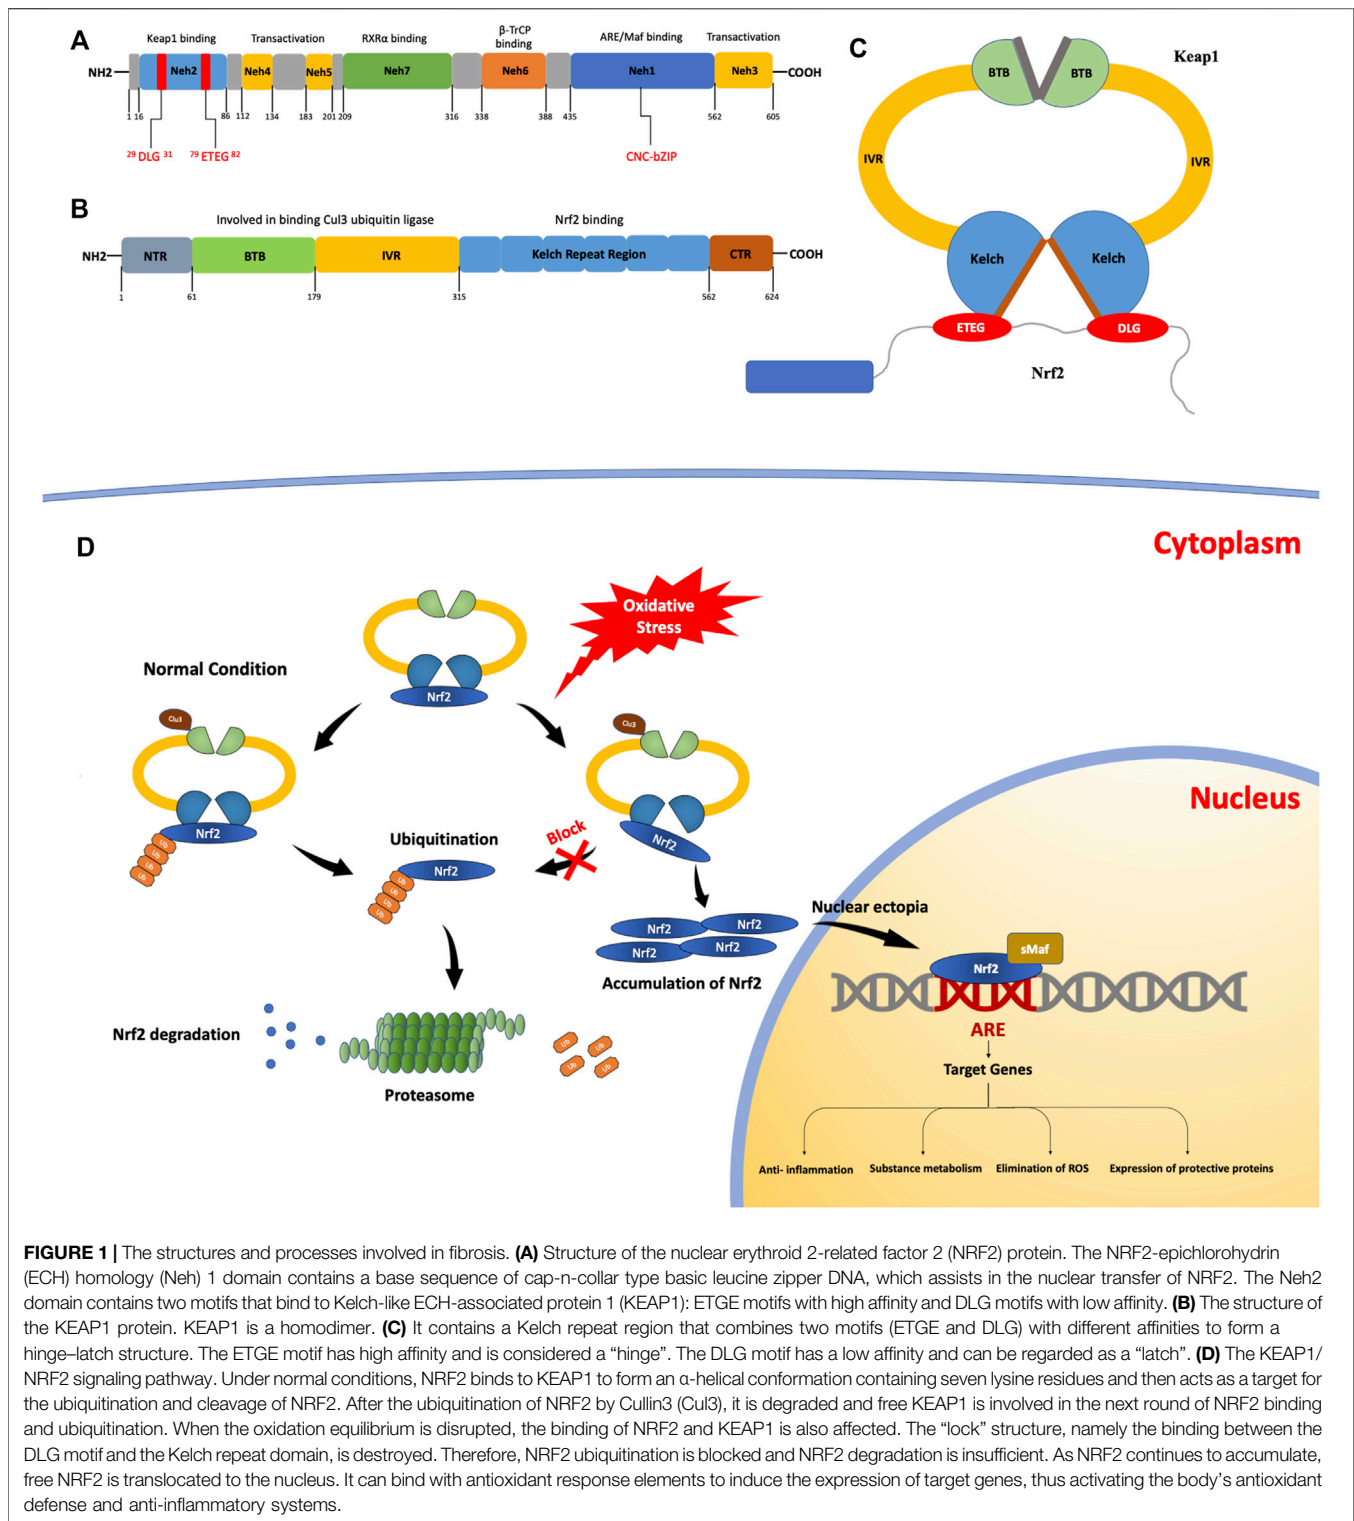 A
Keap1 binding
Transactivation
RXRα binding
β-TrCP
binding
ARE/Maf binding
Transactivation
NH2
Neh2
Neh4
Neh5
Neh7
Neh6
Neh1
Neh3
COOH
1 16 86 112 134 183 201 209 316 338 388 435 562 605
29 DLG 31
79 ETEG 82
CNC-bZIP
B
Involved in binding Cul3 ubiquitin ligase
Nrf2 binding
NH2
NTR
BTB
IVR
Kelch Repeat Region
CTR
COOH
1 61 179 315 562 624
C
Keap1
BTB
BTB
IVR
IVR
Kelch
Kelch
ETEG
DLG
Nrf2
D
Cytoplasm
Oxidative
Stress
Normal Condition
Nrf2
Clu3
Clu3
Nrf2
Ub
Ub
Ub
Ub
Nrf2
Nucleus
Block
Ubiquitination
Nrf2
Ub
Ub
Ub
Ub
Nuclear ectopia
Nrf2
Nrf2
Nrf2
Nrf2
Accumulation of Nrf2
sMaf
Nrf2
ARE
Nrf2 degradation
Ub
Ub
Ub
Ub
Proteasome
Target Genes
Anti- inflammation
Substance metabolism
Elimination of ROS
Expression of protective proteins
FIGURE 1 | The structures and processes involved in fibrosis. (A) Structure of the nuclear erythroid 2-related factor 2 (NRF2) protein. The NRF2-epichlorohydrin
(ECH) homology (Neh) 1 domain contains a base sequence of cap-n-collar type basic leucine zipper DNA, which assists in the nuclear transfer of NRF2. The Neh2
domain contains two motifs that bind to Kelch-like ECH-associated protein 1 (KEAP1): ETGE motifs with high affinity and DLG motifs with low affinity. (B) The structure of
the KEAP1 protein. KEAP1 is a homodimer. (C) It contains a Kelch repeat region that combines two motifs (ETGE and DLG) with different affinities to form a
hinge–latch structure. The ETGE motif has high affinity and is considered a “hinge”. The DLG motif has a low affinity and can be regarded as a “latch”. (D) The KEAP1/
NRF2 signaling pathway. Under normal conditions, NRF2 binds to KEAP1 to form an α-helical conformation containing seven lysine residues and then acts as a target for
the ubiquitination and cleavage of NRF2. After the ubiquitination of NRF2 by Cullin3 (Cul3), it is degraded and free KEAP1 is involved in the next round of NRF2 binding
and ubiquitination. When the oxidation equilibrium is disrupted, the binding of NRF2 and KEAP1 is also affected. The “lock” structure, namely the binding between the
DLG motif and the Kelch repeat domain, is destroyed. Therefore, NRF2 ubiquitination is blocked and NRF2 degradation is insufficient. As NRF2 continues to accumulate,
free NRF2 is translocated to the nucleus. It can bind with antioxidant response elements to induce the expression of target genes, thus activating the body’s antioxidant
defense and anti-inflammatory systems.